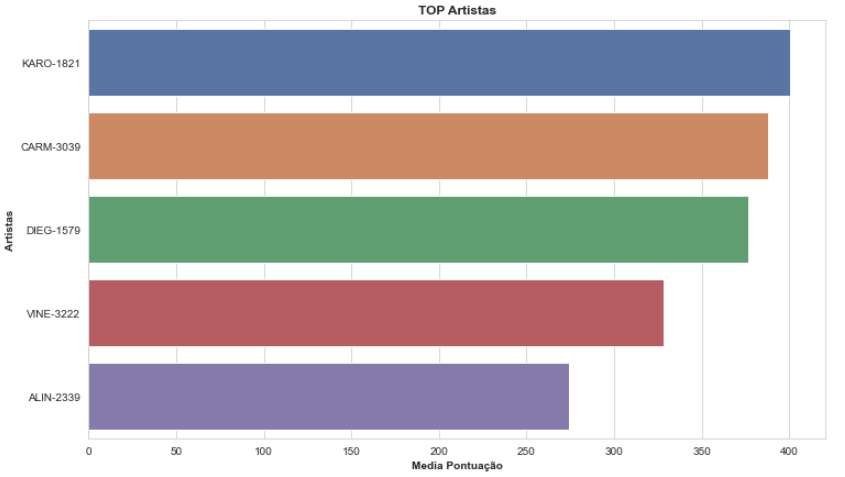 TOP Artistas
KARO-1821
CARM-3039
DIEG-1579
VINE-3222
ALIN-2339
Artistas
0 50 100 150 200 250 300 350 400
Media Pontuação